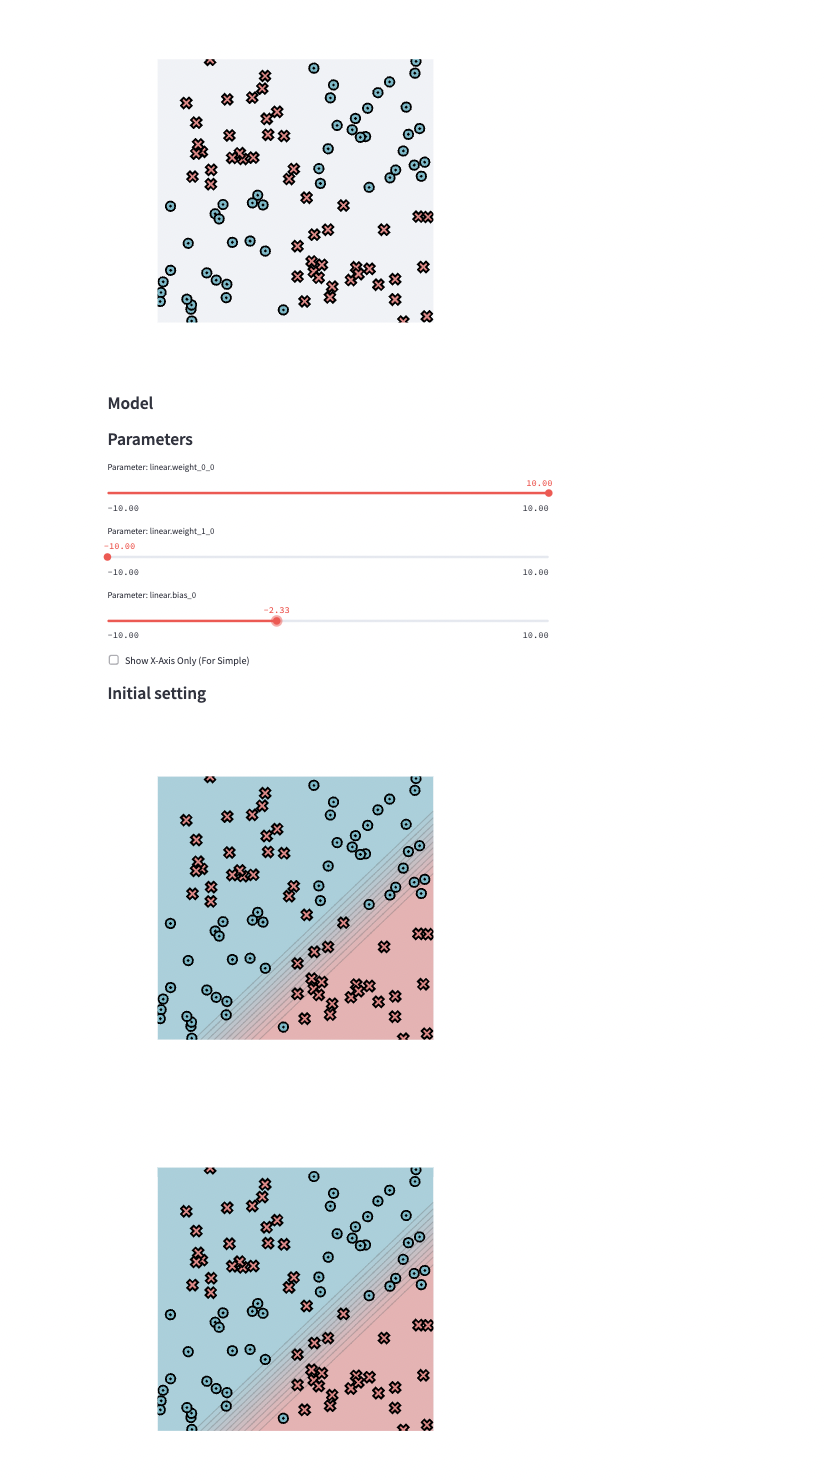 Model
Parameters
Parameter: linear.weight_0_0
10.00
-10.00 10.00
Parameter: linear.weight_1_0
-10.00
-10.00 10.00
Parameter: linear.bias_0
-2.33
-10.00 10.00
Show X-Axis Only (For Simple)
Initial setting